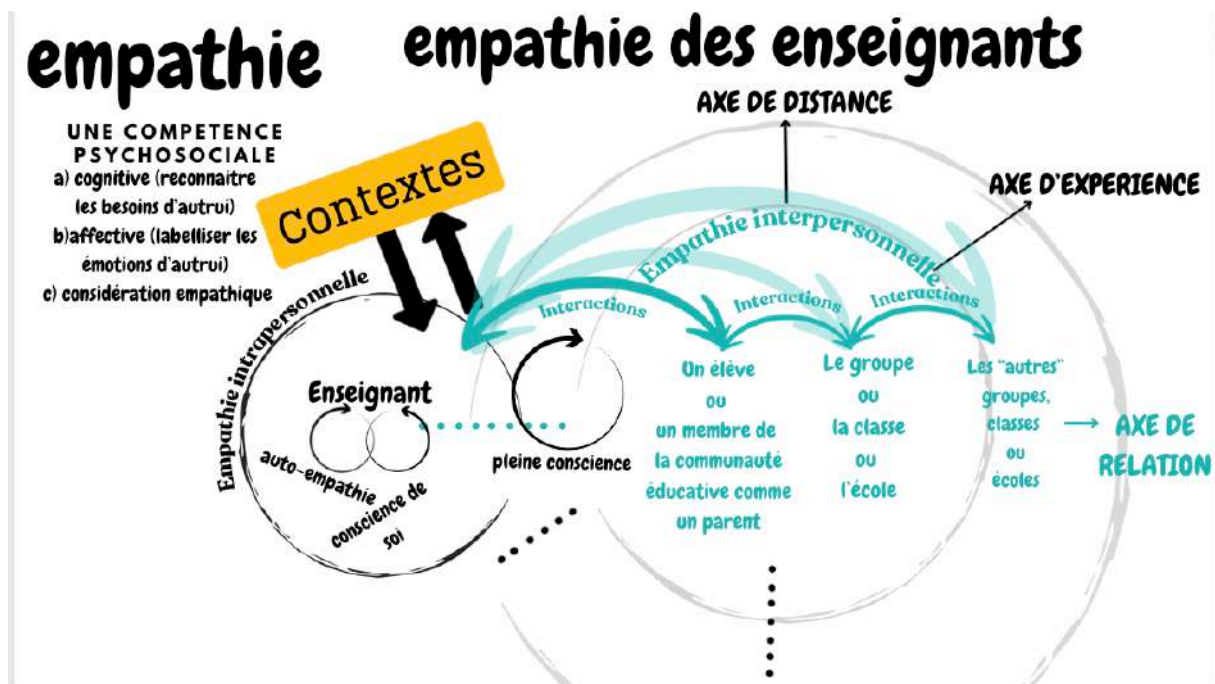 empathie
empathie des enseignants
UNE COMPETENCE
PSYCHOSOCIALE
a) cognitive (reconnaitre
les besoins d'autrui)
b)affective (labelliser les
émotions d'autrui)
c) considération empathique
Contextes
AXE DE DISTANCE
AXE D'EXPERIENCE
Empathie interpersonnelle
Interactions
Interactions
Interactions
Empathie intrapersonnelle
Enseignant
auto-empathie
conscience de
soi
pleine conscience
Un élève
ou
un membre de
la communauté
éducative comme
un parent
Le groupe
ou
la classe
ou
l'école
Les "autres"
groupes,
classes
ou
écoles
AXE DE
RELATION